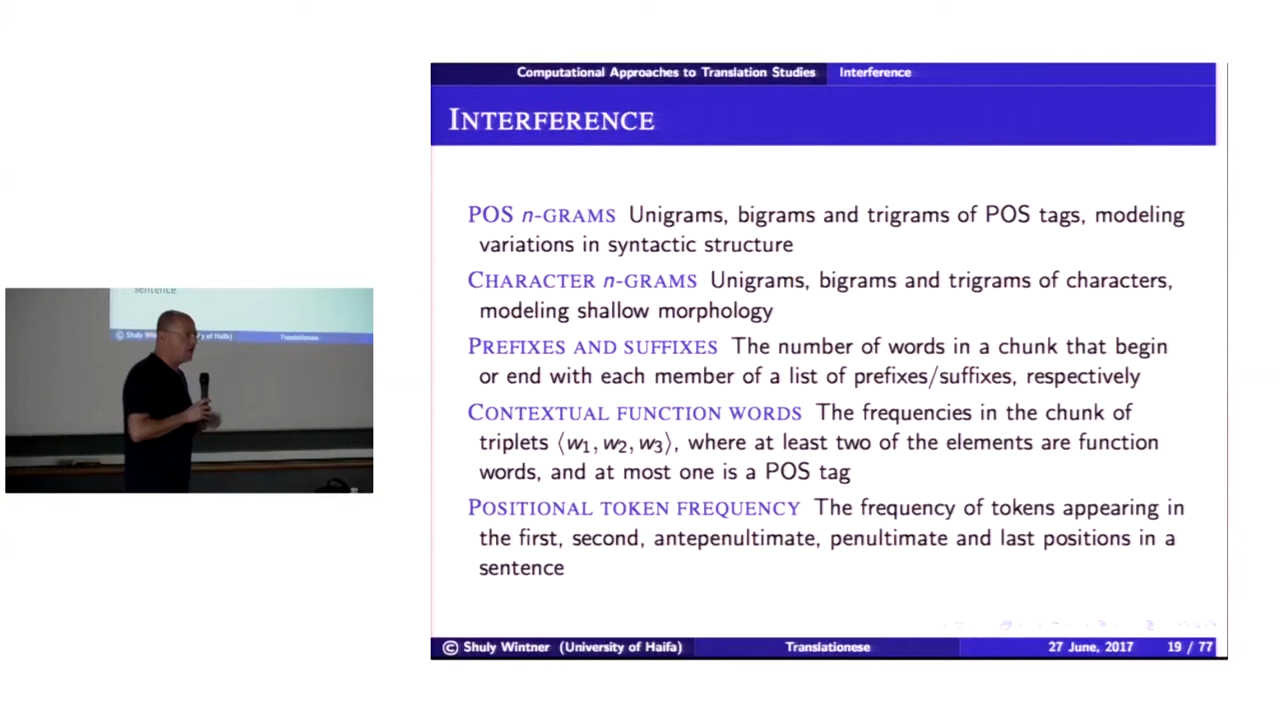 Computational Approaches to Translation Studies Interference
INTERFERENCE
POS n-GRAMS Unigrams, bigrams and trigrams of POS tags, modeling
variations in syntactic structure
CHARACTER n-GRAMS Unigrams, bigrams and trigrams of characters,
modeling shallow morphology
PREFIXES AND SUFFIXES The number of words in a chunk that begin
or end with each member of a list of prefixes/suffixes, respectively
CONTEXTUAL FUNCTION WORDS The frequencies in the chunk of
triplets ⟨w1, w2, w3⟩, where at least two of the elements are function
words, and at most one is a POS tag
POSITIONAL TOKEN FREQUENCY The frequency of tokens appearing in
the first, second, antepenultimate, penultimate and last positions in a
sentence
© Shuly Wintner (University of Haifa) Translationese 27 June, 2017 19 / 77
sentence
© Shuly Wintner of Haifa) Translationese